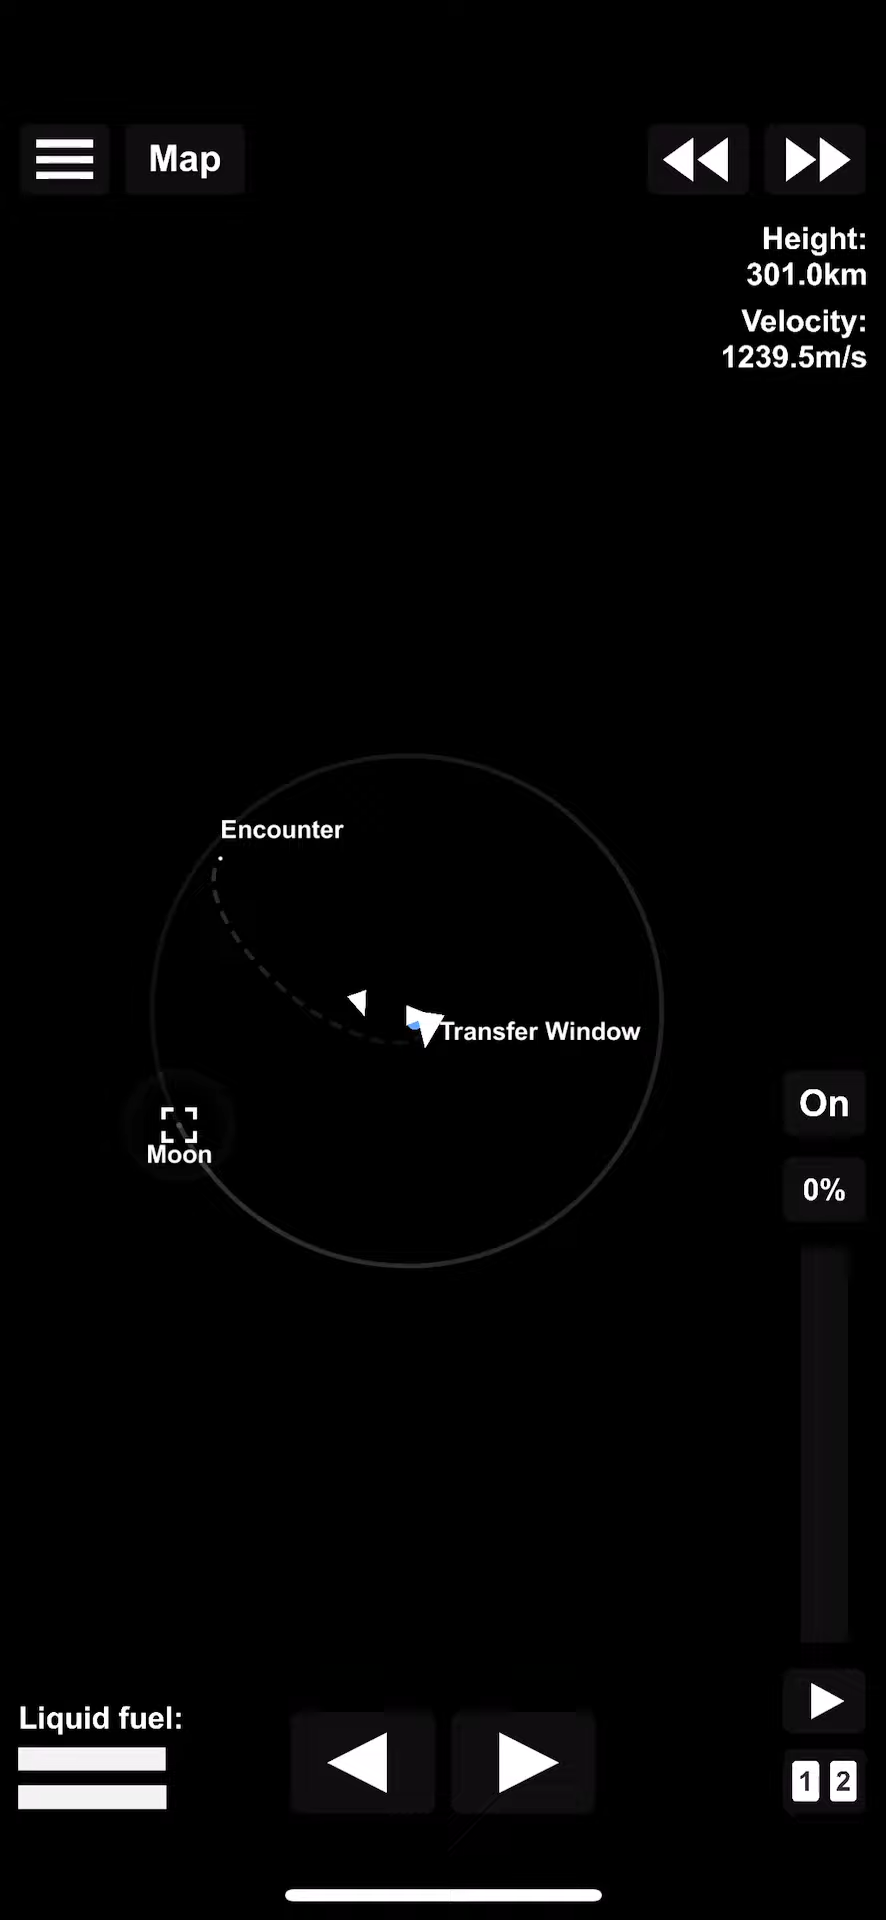 Map
Height:
301.0km
Velocity:
1239.5m/s
Encounter
Transfer Window
Moon
On
0%
Liquid fuel:
1 2